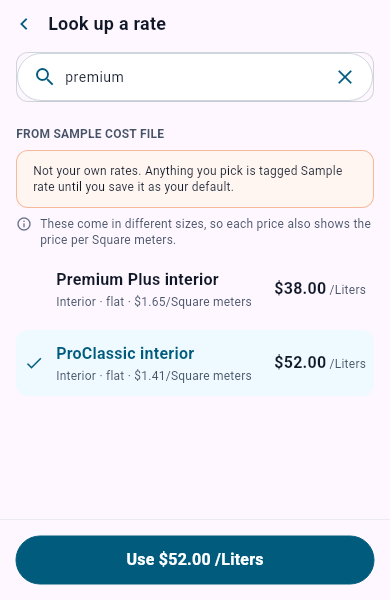 Look up a rate
premium
FROM SAMPLE COST FILE
Not your own rates. Anything you pick is tagged Sample
rate until you save it as your default.
These come in different sizes, so each price also shows the
price per Square meters.
Premium Plus interior
Interior · flat · $1.65/Square meters
$38.00 /Liters
ProClassic interior
Interior · flat · $1.41/Square meters
$52.00 /Liters
Use $52.00 /Liters